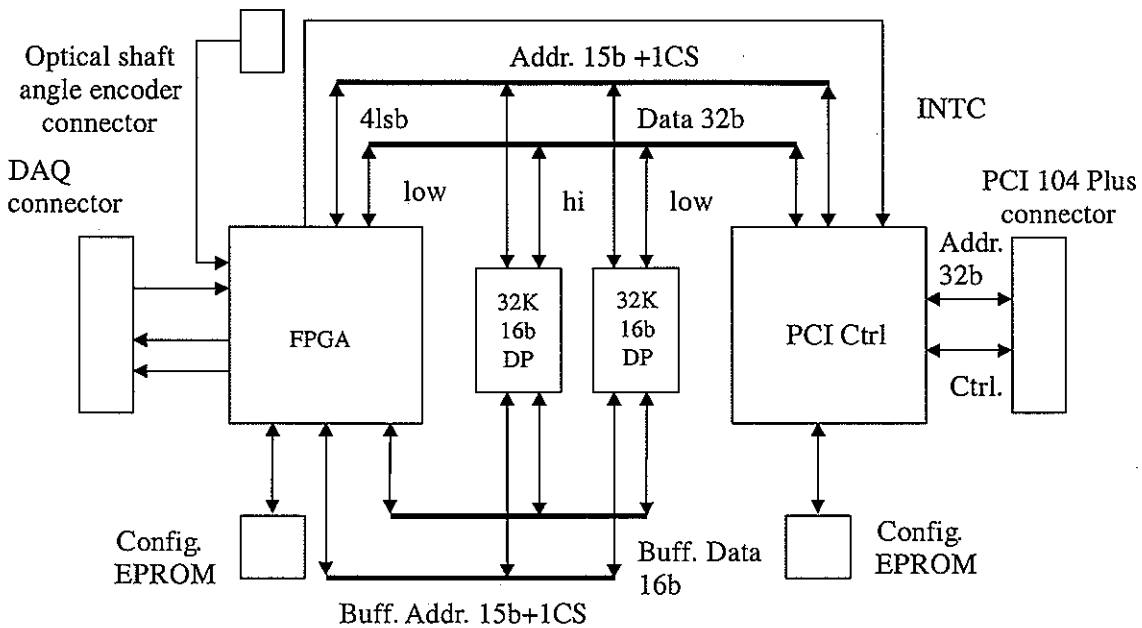 Optical shaft
angle encoder
connector
Addr. 15b +1CS
4lsb
Data 32b
INTC
DAQ
connector
low
hi
low
PCI 104 Plus
connector
Addr.
32b
FPGA
32K
16b
DP
32K
16b
DP
PCI Ctrl
Ctrl.
Config.
EPROM
Buff. Data
16b
Config.
EPROM
Buff. Addr. 15b+1CS